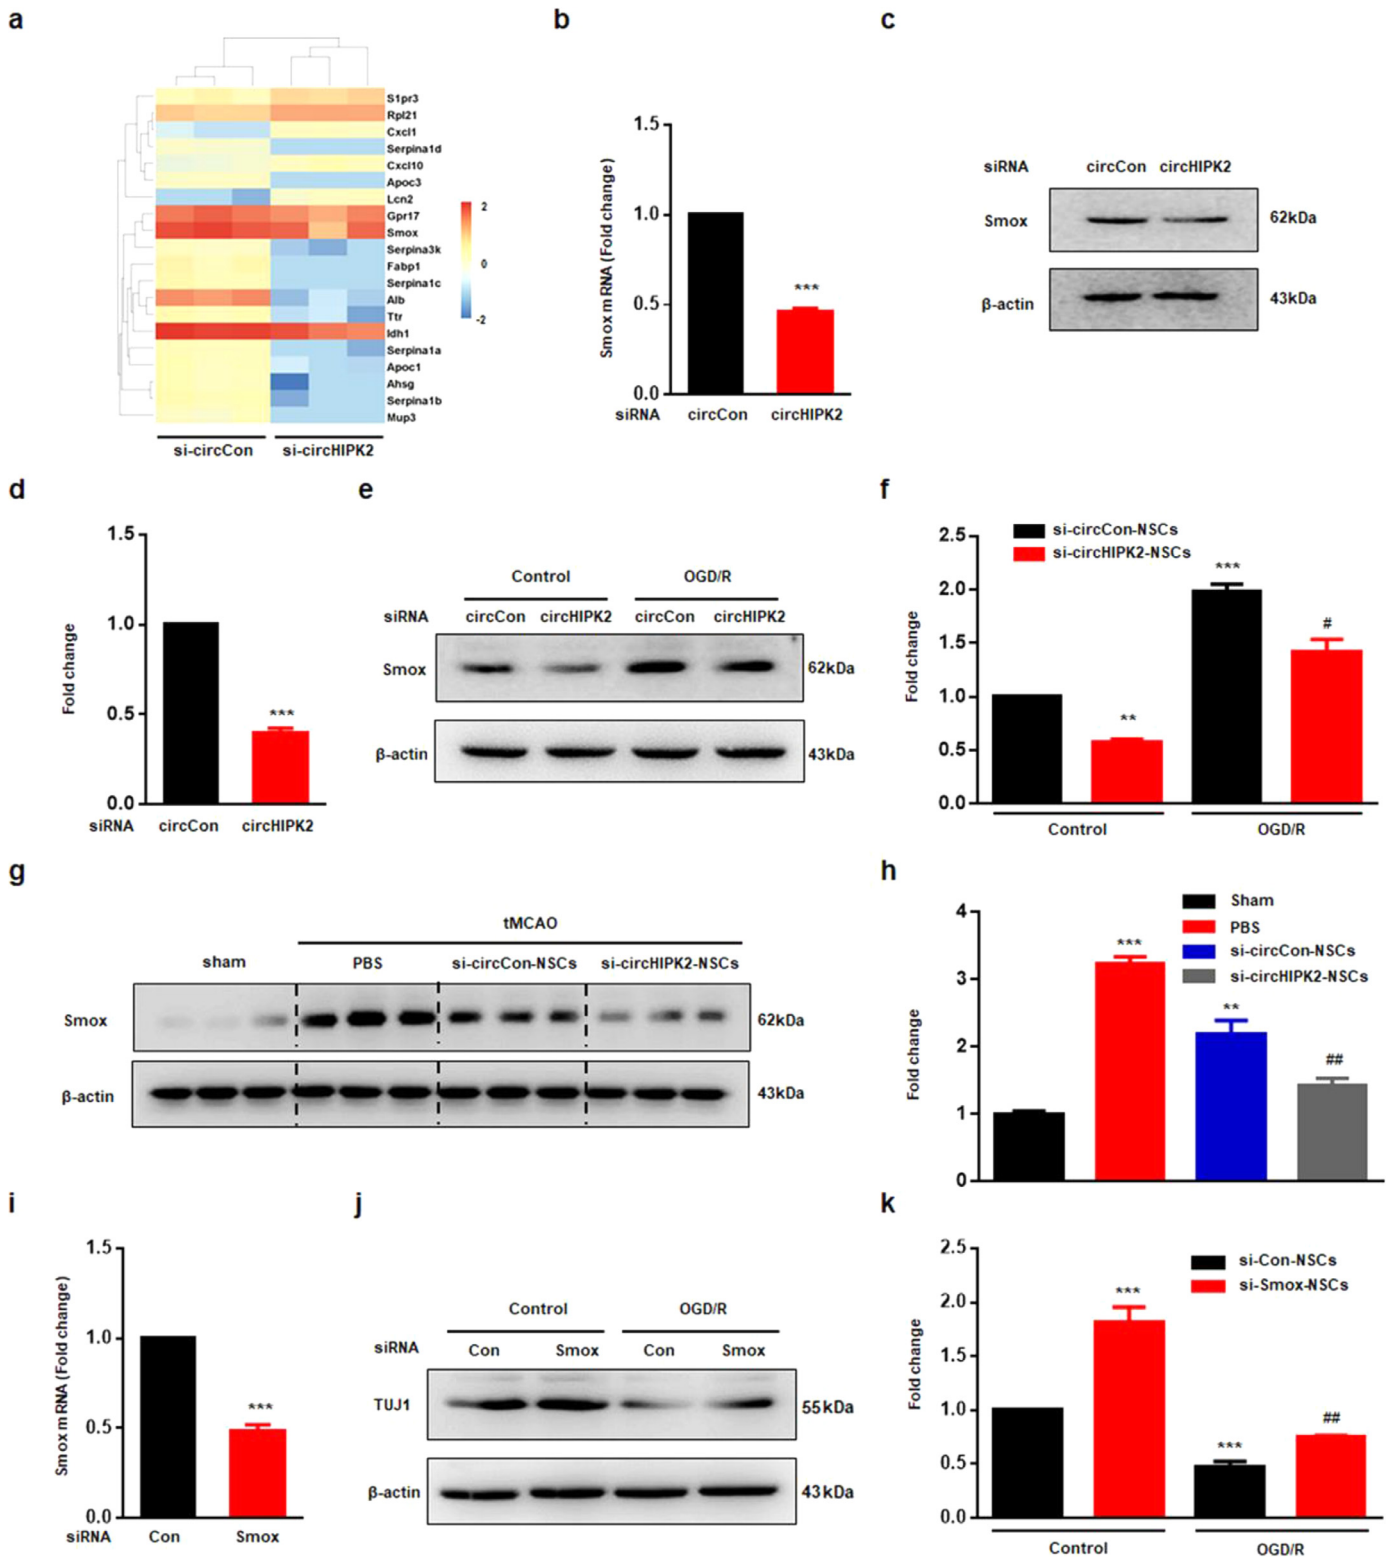 a
S1pr3
Rpl21
Cxcl1
Serpina1d
Cxcl10
Apoc3
Lcn2
Gpr17
Smox
Serpina3k
Fabp1
Serpina1c
Alb
Ttr
Idh1
Serpina1a
Apoc1
Ahsg
Serpina1b
Mup3
2
0
-2
si-circCon si-circHIPK2
b
Smox mRNA (Fold change)
1.5
1.0
0.5
0.0
***
siRNA circCon circHIPK2
c
siRNA circCon circHIPK2
Smox 62kDa
β-actin 43kDa
d
Fold change
1.5
1.0
0.5
0.0
***
siRNA circCon circHIPK2
e
Control OGD/R
siRNA circCon circHIPK2 circCon circHIPK2
Smox 62kDa
β-actin 43kDa
f
si-circCon-NSCs
si-circHIPK2-NSCs
Fold change
2.5
2.0
1.5
1.0
0.5
0.0
**
***
#
Control OGD/R
g
tMCAO
sham PBS si-circCon-NSCs si-circHIPK2-NSCs
Smox 62kDa
β-actin 43kDa
h
Sham
PBS
si-circCon-NSCs
si-circHIPK2-NSCs
Fold change
4
3
2
1
0
***
**
##
i
Smox mRNA (Fold change)
1.5
1.0
0.5
0.0
***
siRNA Con Smox
j
Control OGD/R
siRNA Con Smox Con Smox
TUJ1 55kDa
β-actin 43kDa
k
si-Con-NSCs
si-Smox-NSCs
Fold change
2.5
2.0
1.5
1.0
0.5
0.0
***
***
##
Control OGD/R